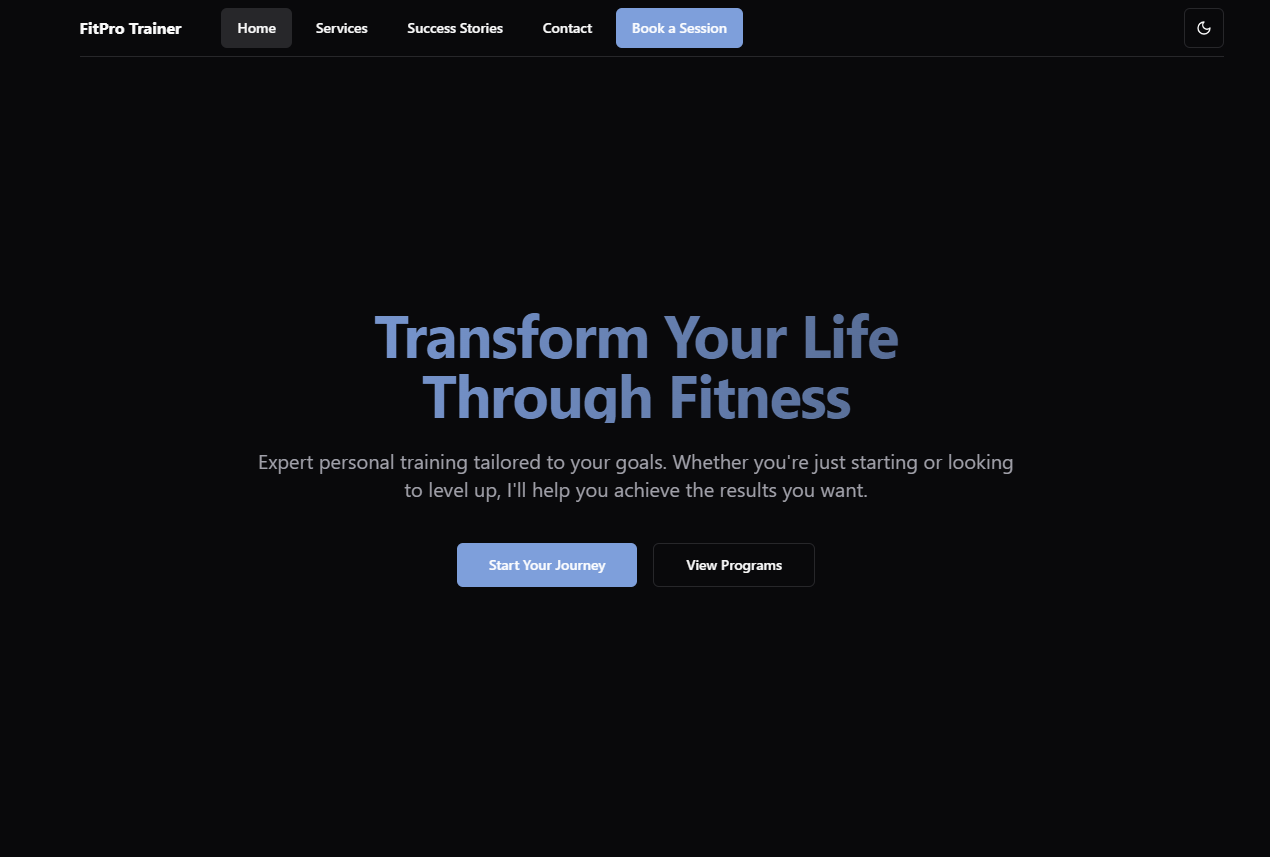 FitPro Trainer Home Services Success Stories Contact Book a Session
Transform Your Life
Through Fitness
Expert personal training tailored to your goals. Whether you're just starting or looking
to level up, I'll help you achieve the results you want.
Start Your Journey View Programs